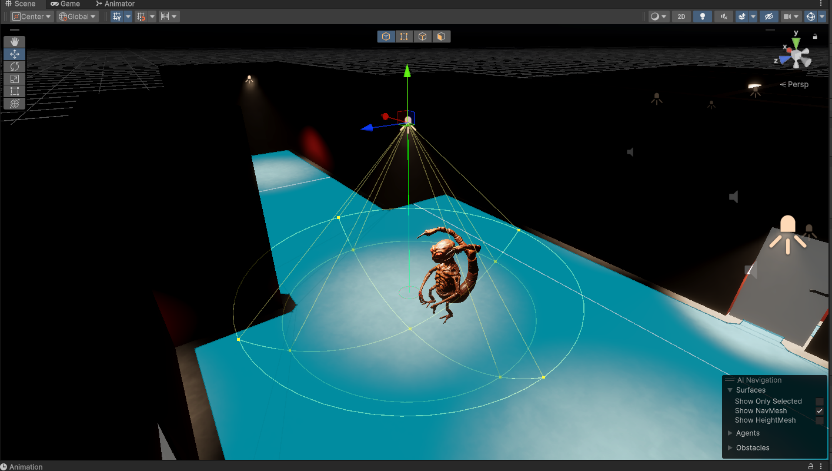 Scene Game Animator
Center Global 2D
y
x
z
Persp
AI Navigation
Surfaces
Show Only Selected
Show NavMesh
Show HeightMesh
Agents
Obstacles
Animation